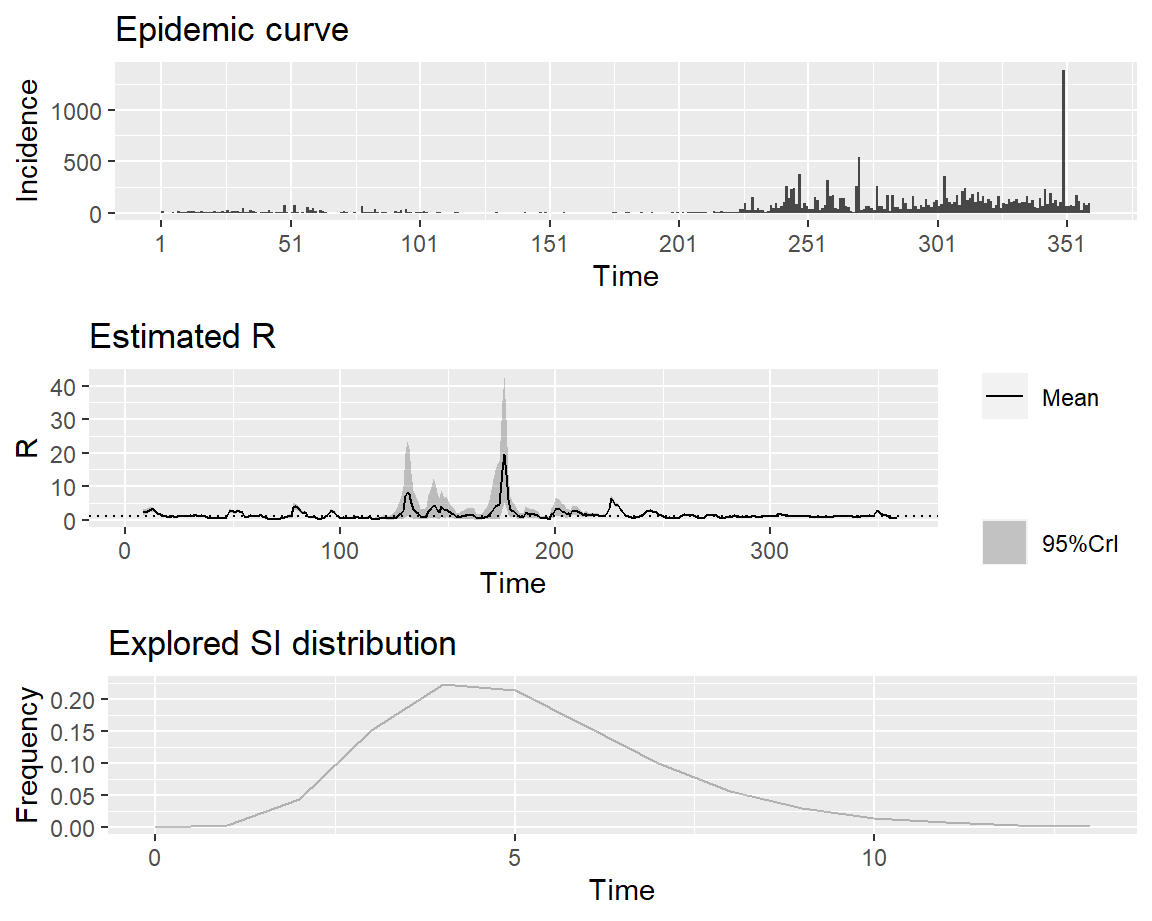 Epidemic curve
Incidence
1000
500
0
1 51 101 151 201 251 301 351
Time
Estimated R
R
40
30
20
10
0
0 100 200 300
Time
Mean
95%CrI
Explored SI distribution
Frequency
0.20
0.15
0.10
0.05
0.00
0 5 10
Time